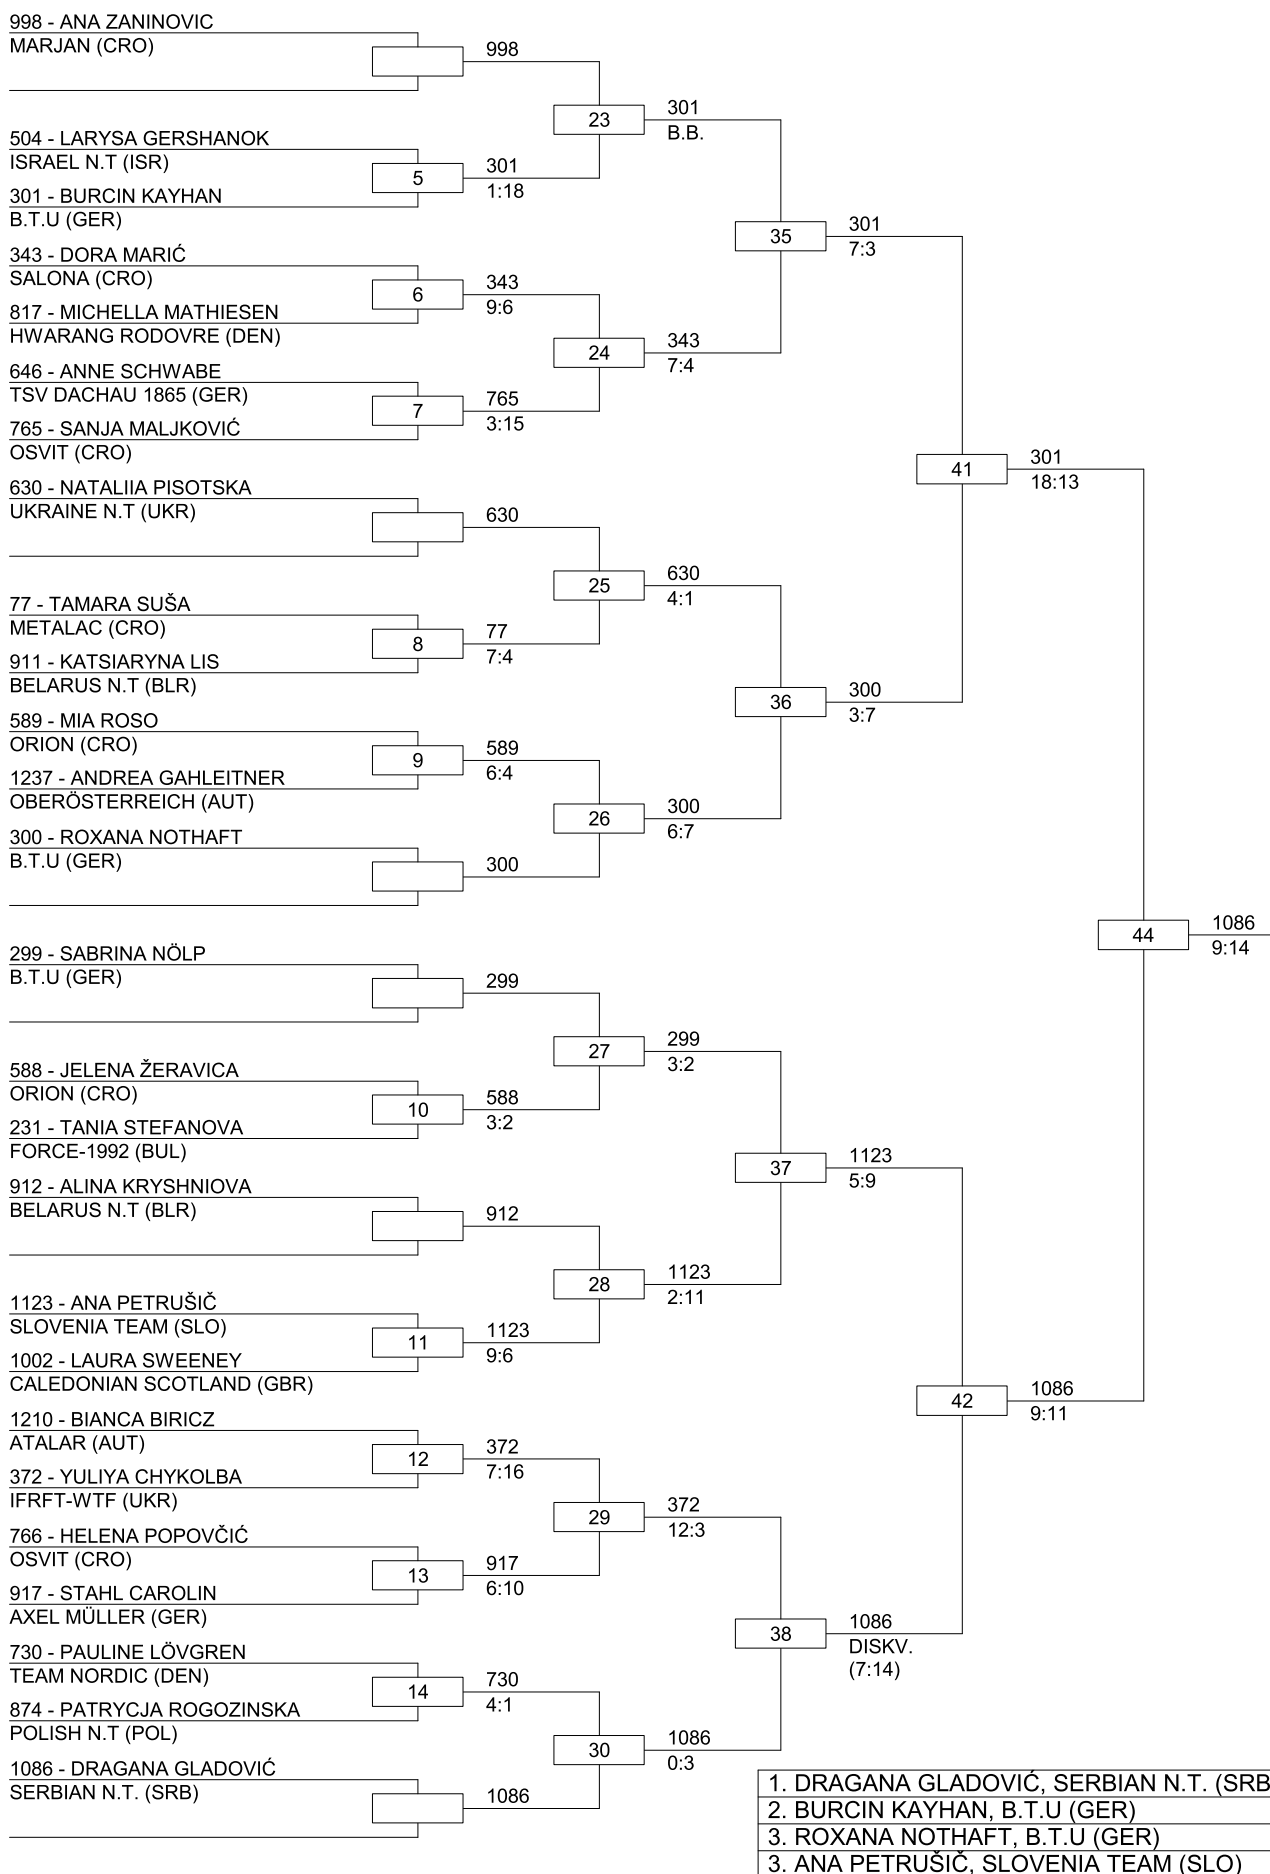 998 - ANA ZANINOVIC
MARJAN (CRO)
998
23
301
B.B.
504 - LARYSA GERSHANOK
ISRAEL N.T (ISR)
5
301
1:18
301 - BURCIN KAYHAN
B.T.U (GER)
35
301
7:3
343 - DORA MARIĆ
SALONA (CRO)
6
343
9:6
817 - MICHELLA MATHIESEN
HWARANG RODOVRE (DEN)
24
343
7:4
646 - ANNE SCHWABE
TSV DACHAU 1865 (GER)
7
765
3:15
765 - SANJA MALJKOVIĆ
OSVIT (CRO)
41
301
18:13
630 - NATALIIA PISOTSKA
UKRAINE N.T (UKR)
630
25
630
4:1
77 - TAMARA SUŠA
METALAC (CRO)
8
77
7:4
911 - KATSIARYNA LIS
BELARUS N.T (BLR)
36
300
3:7
589 - MIA ROSO
ORION (CRO)
9
589
6:4
1237 - ANDREA GAHLEITNER
OBERÖSTERREICH (AUT)
26
300
6:7
300 - ROXANA NOTHAFT
B.T.U (GER)
300
44
1086
9:14
299 - SABRINA NÖLP
B.T.U (GER)
299
27
299
3:2
588 - JELENA ŽERAVICA
ORION (CRO)
10
588
3:2
231 - TANIA STEFANOVA
FORCE-1992 (BUL)
37
1123
5:9
912 - ALINA KRYSHNIOVA
BELARUS N.T (BLR)
912
28
1123
2:11
1123 - ANA PETRUŠIČ
SLOVENIA TEAM (SLO)
11
1123
9:6
1002 - LAURA SWEENEY
CALEDONIAN SCOTLAND (GBR)
42
1086
9:11
1210 - BIANCA BIRICZ
ATALAR (AUT)
12
372
7:16
372 - YULIYA CHYKOLBA
IFRFT-WTF (UKR)
29
372
12:3
766 - HELENA POPOVČIĆ
OSVIT (CRO)
13
917
6:10
917 - STAHL CAROLIN
AXEL MÜLLER (GER)
38
1086
DISKV.
(7:14)
730 - PAULINE LÖVGREN
TEAM NORDIC (DEN)
14
730
4:1
874 - PATRYCJA ROGOZINSKA
POLISH N.T (POL)
30
1086
0:3
1086 - DRAGANA GLADOVIĆ
SERBIAN N.T. (SRB)
1086
1. DRAGANA GLADOVIĆ, SERBIAN N.T. (SRB
2. BURCIN KAYHAN, B.T.U (GER)
3. ROXANA NOTHAFT, B.T.U (GER)
3. ANA PETRUŠIČ, SLOVENIA TEAM (SLO)